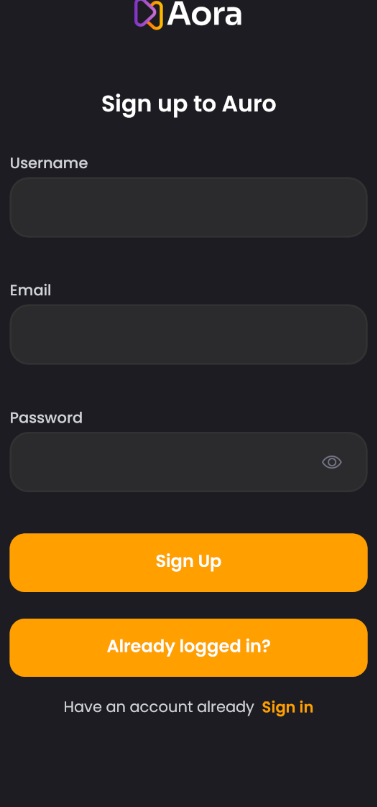 Aora
Sign up to Auro
Username
Email
Password
Sign Up
Already logged in?
Have an account already Sign in